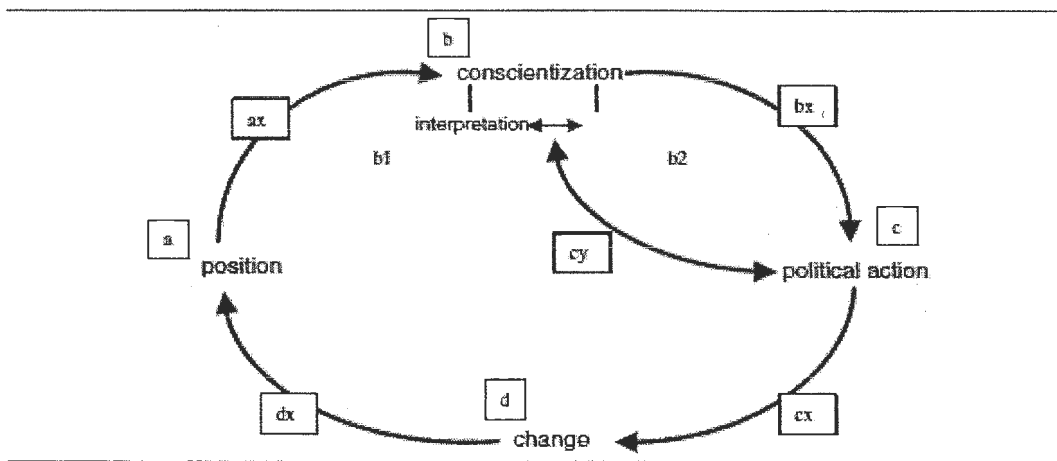 b
conscientization
ax
bx
interpretation
b1
b2
a
c
cy
position
political action
d
dx
cx
change